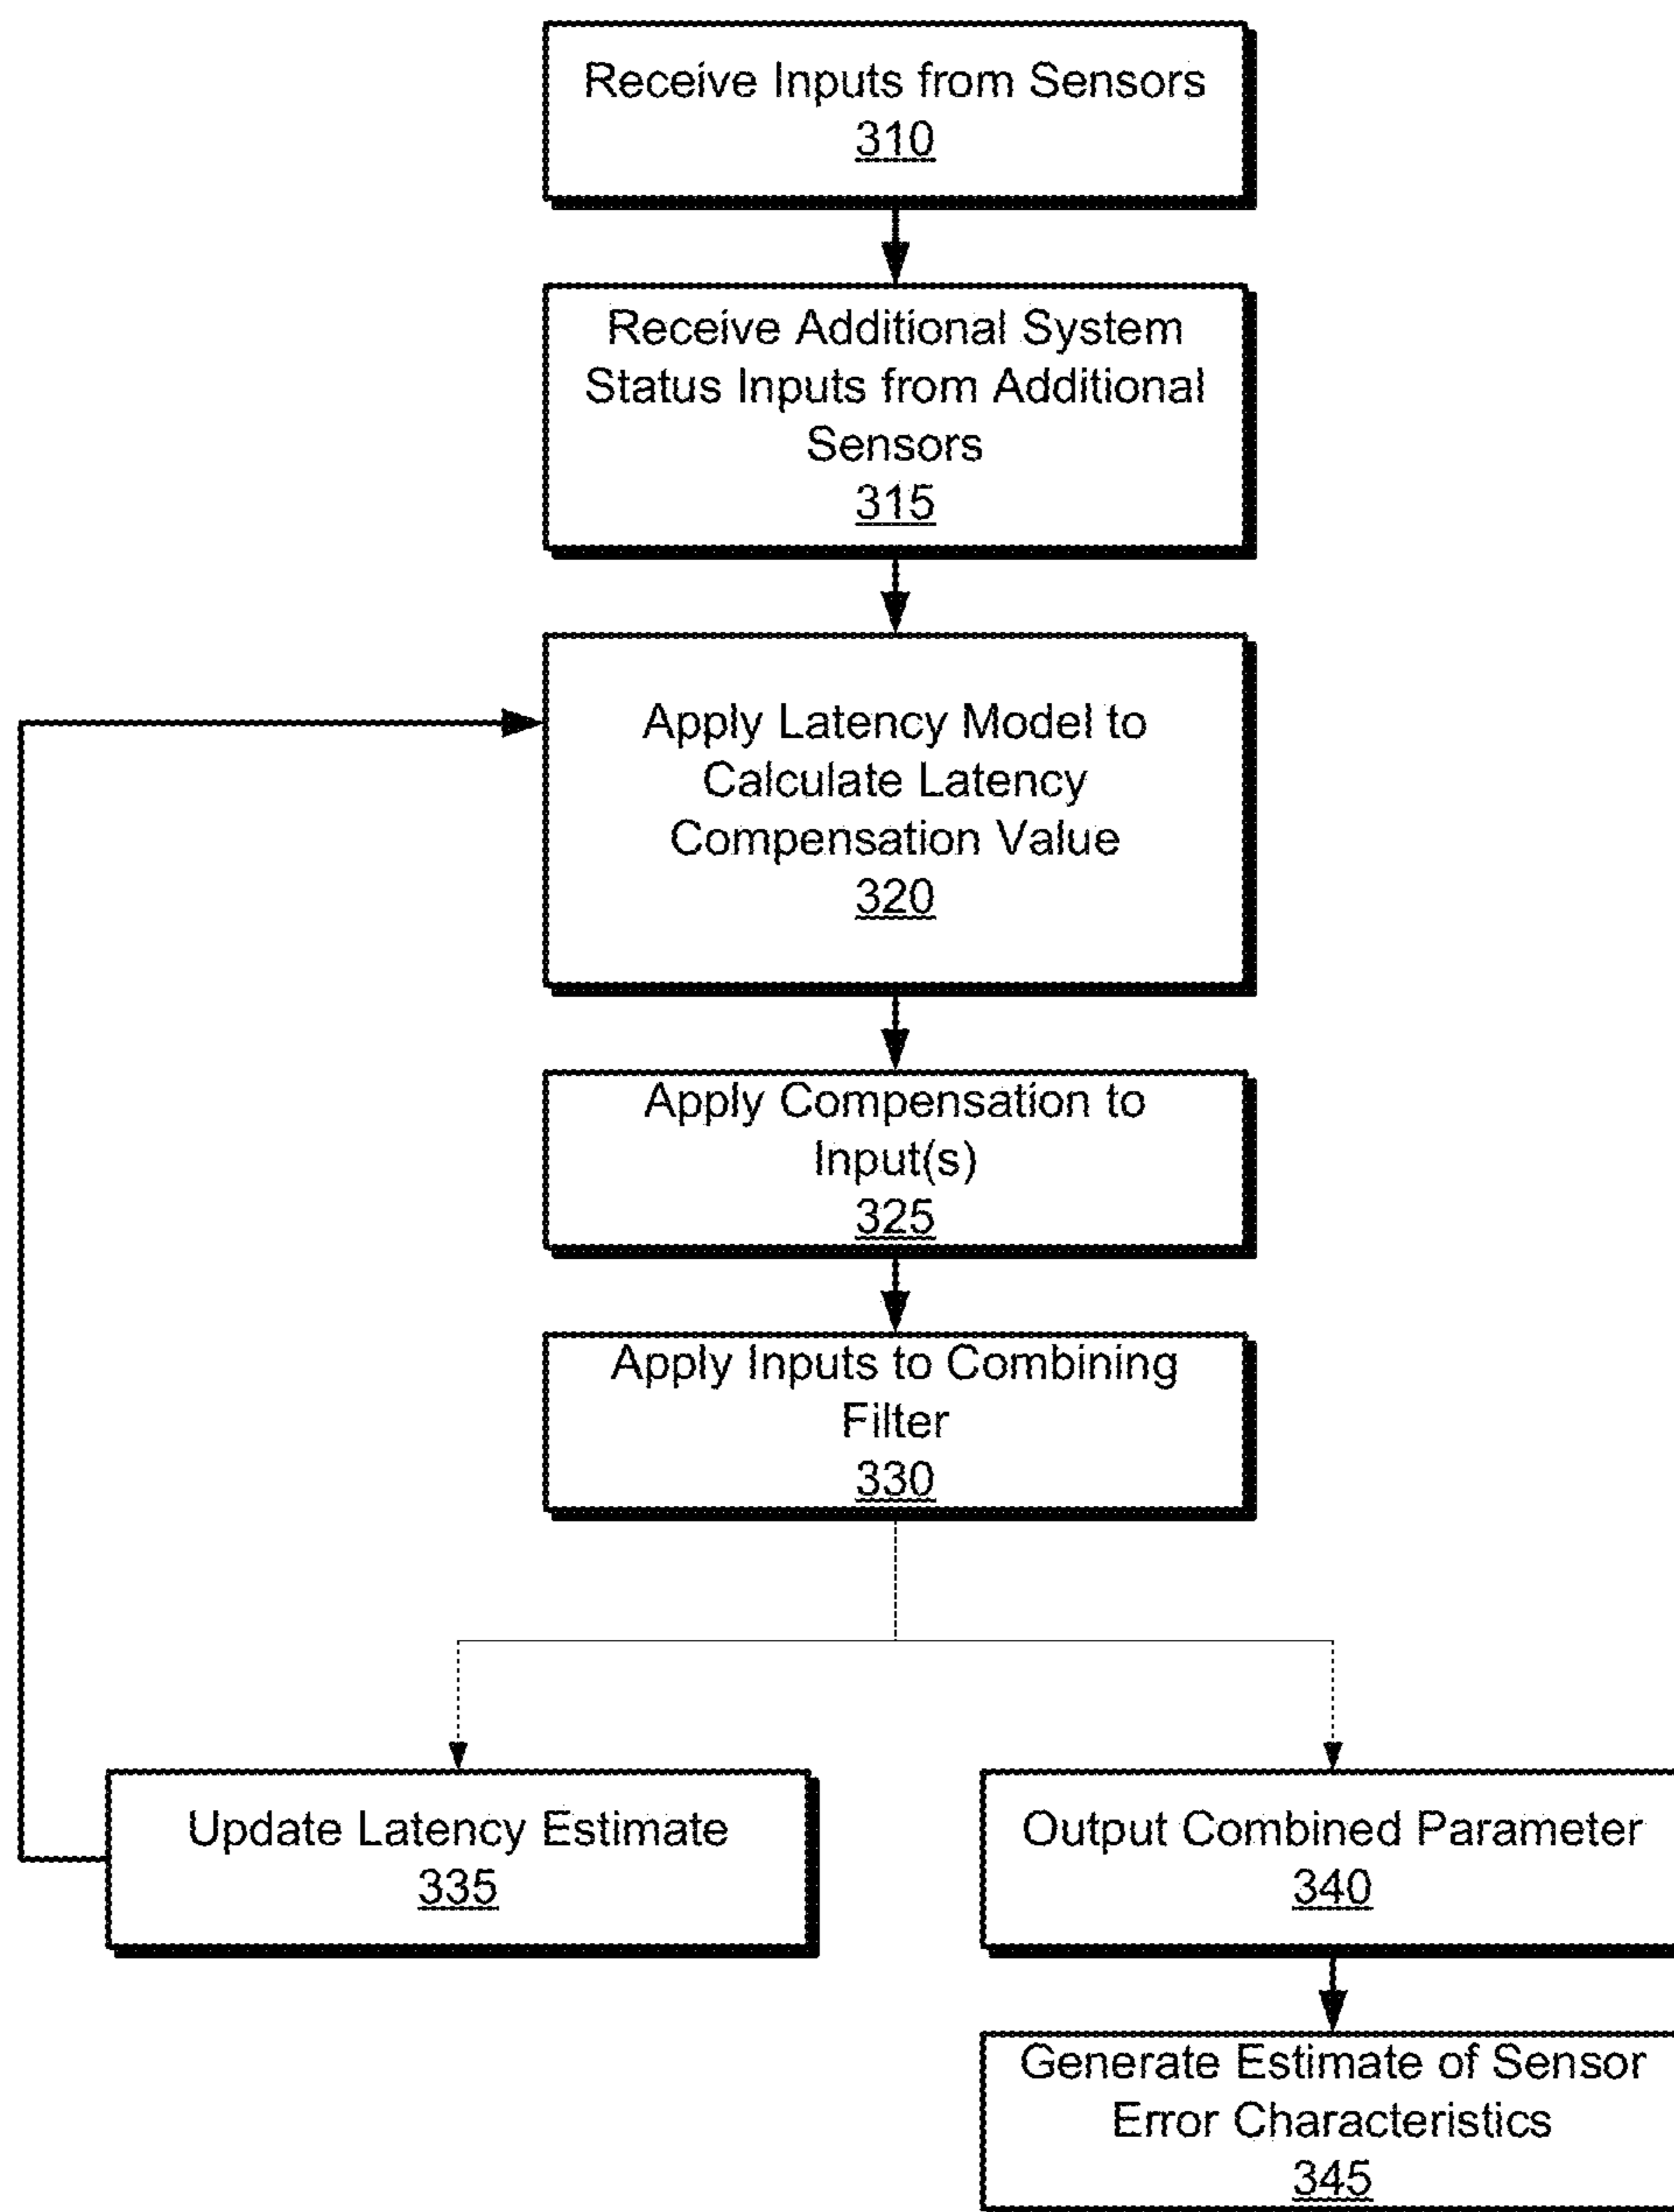 Receive Inputs from Sensors
310
Receive Additional System
Status Inputs from Additional
Sensors
315
Apply Latency Model to
Calculate Latency
Compensation Value
320
Apply Compensation to
Input(s)
325
Apply Inputs to Combining
Filter
330
Update Latency Estimate
335
Output Combined Parameter
340
Generate Estimate of Sensor
Error Characteristics
345